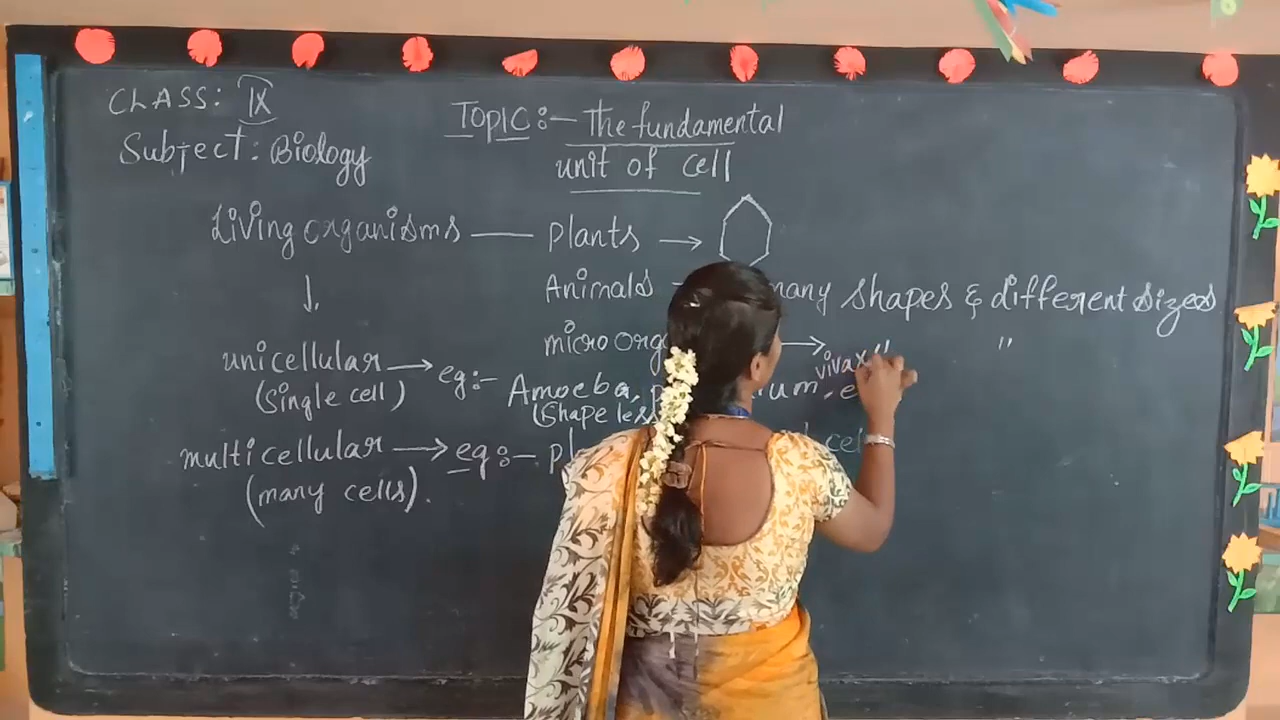 CLASS: IX
Subject: Biology
Topic:- The fundamental
unit of cell
Living organisms — plants →
Animals many shapes & different sizes
micro → " "
unicellular → eg:- Amoeba, vivax
(single cell) (Shape less
multicellular → eg:-
(many cells).